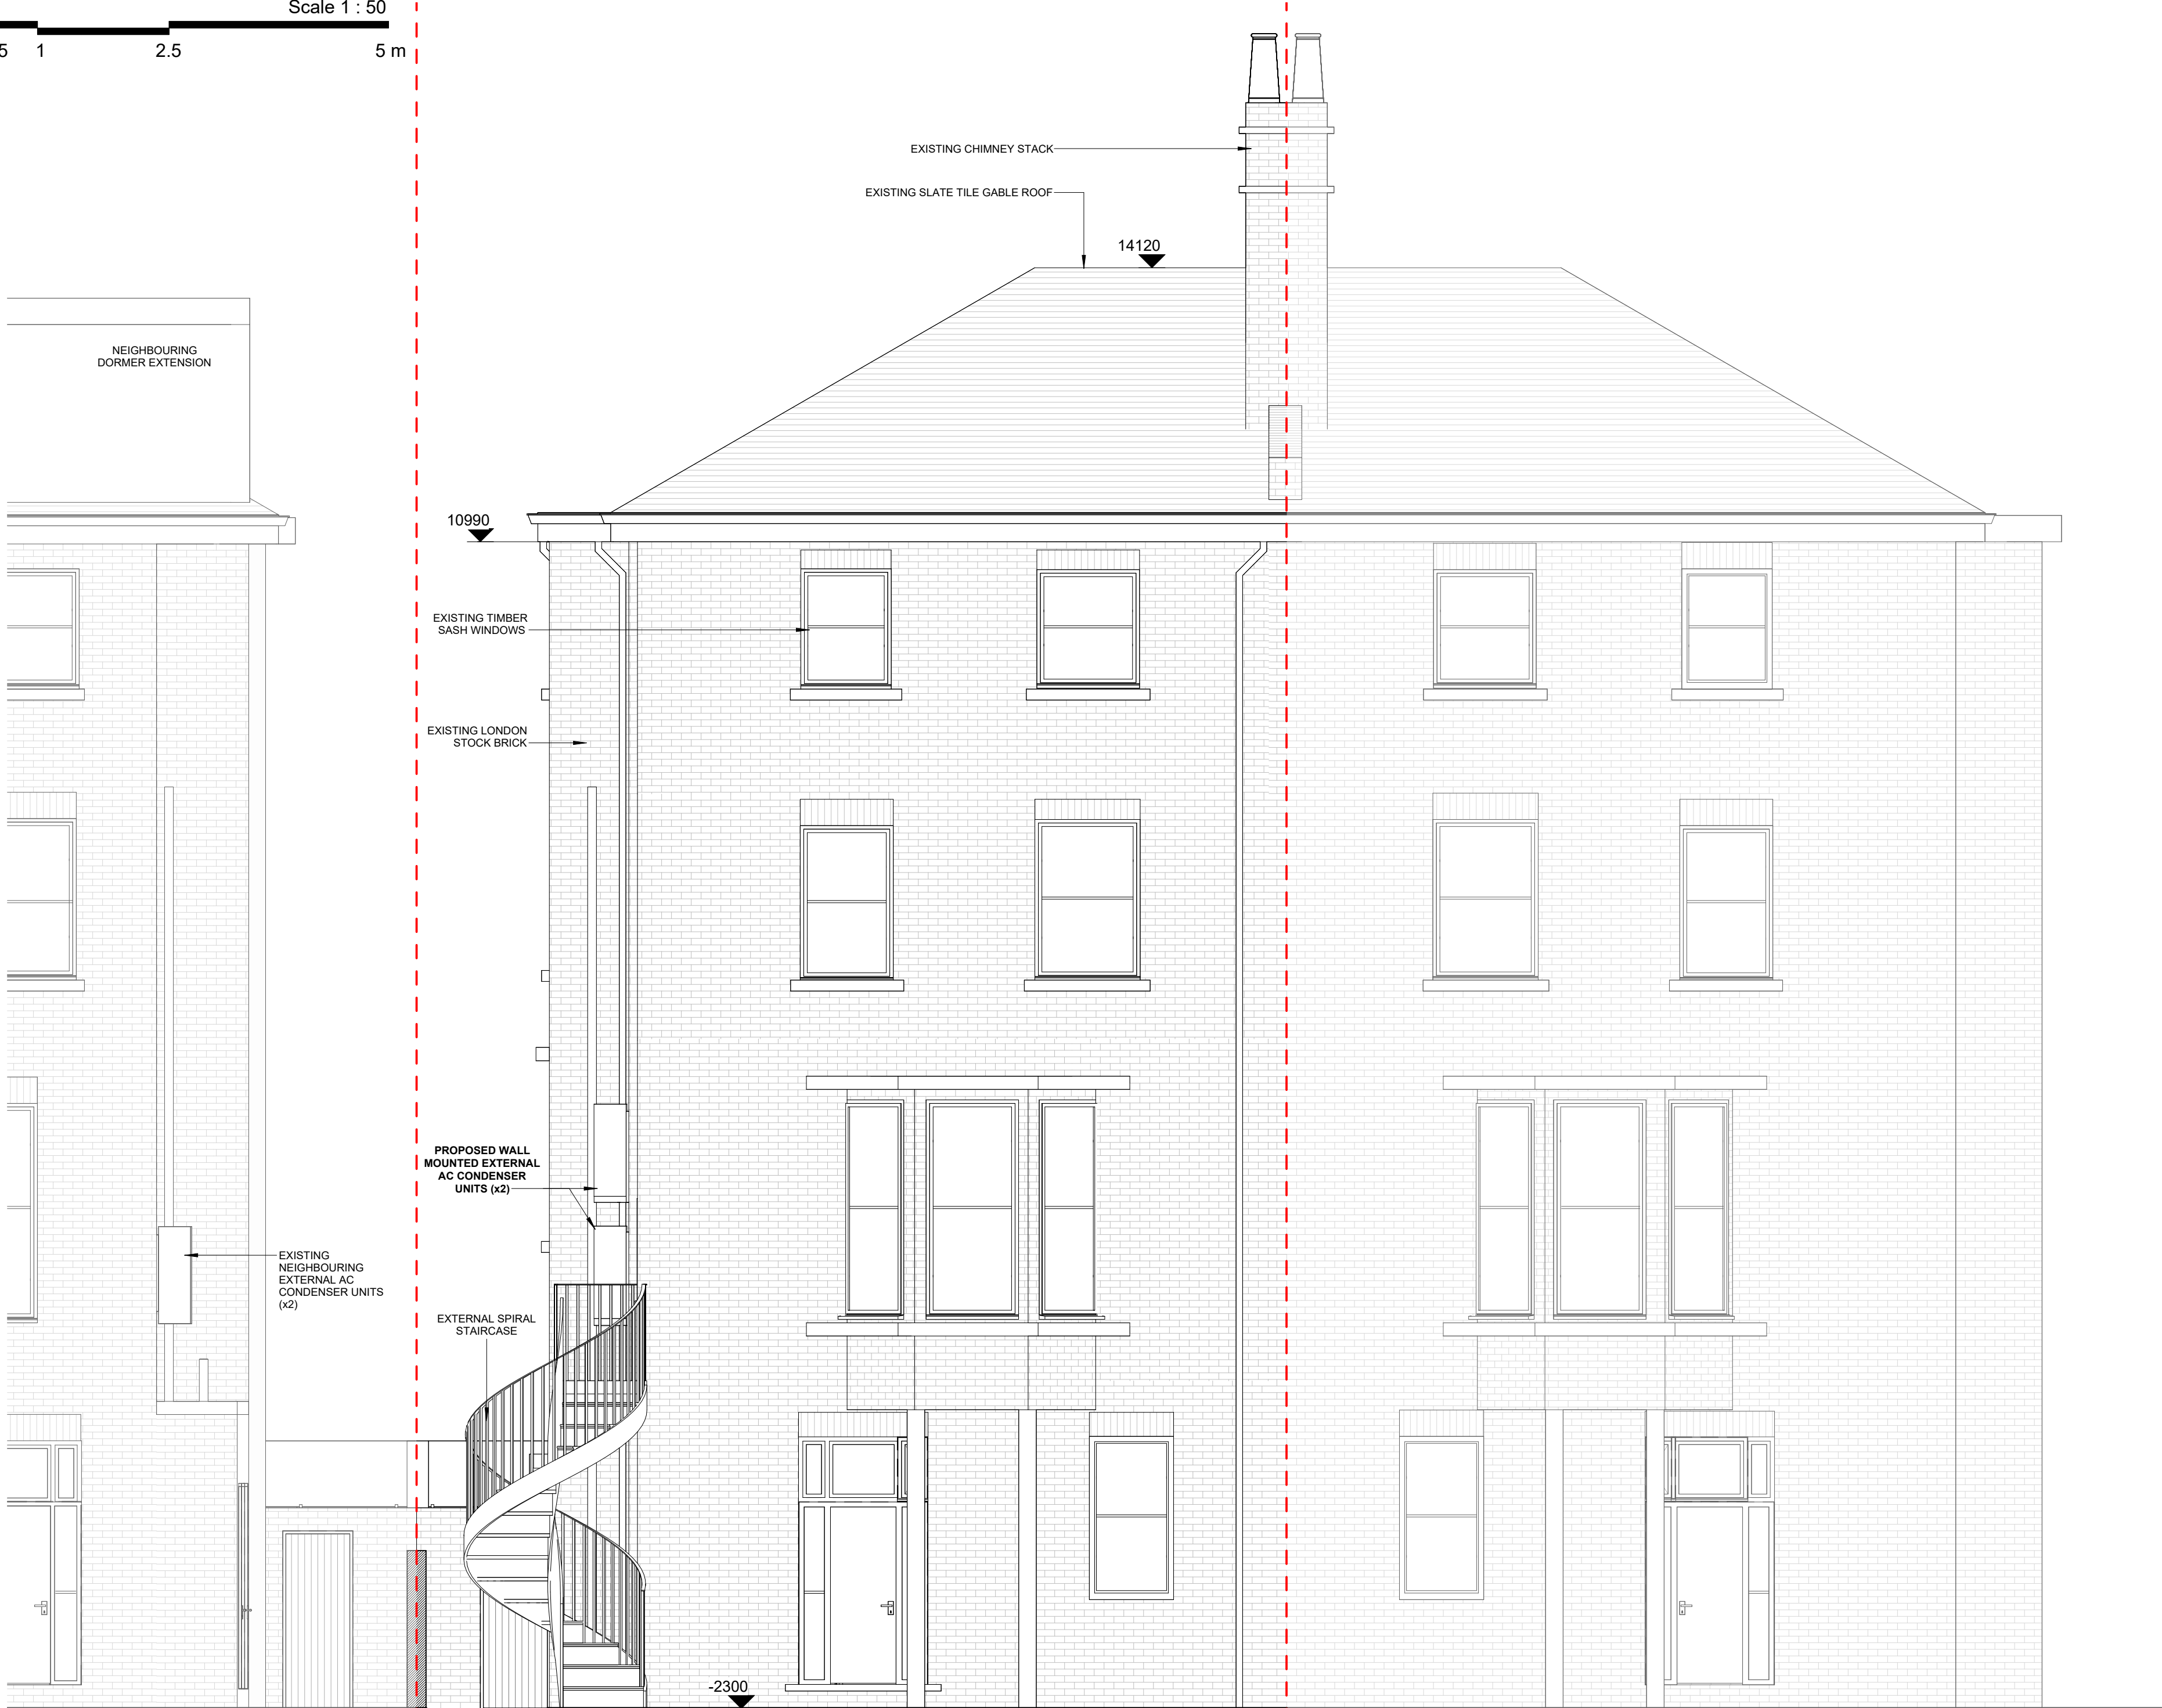 Scale 1 : 50
5 1 2.5 5 m
EXISTING CHIMNEY STACK
EXISTING SLATE TILE GABLE ROOF
14120
NEIGHBOURING
DORMER EXTENSION
10990
EXISTING TIMBER
SASH WINDOWS
EXISTING LONDON
STOCK BRICK
PROPOSED WALL
MOUNTED EXTERNAL
AC CONDENSER
UNITS (x2)
EXISTING
NEIGHBOURING
EXTERNAL AC
CONDENSER UNITS
(x2)
EXTERNAL SPIRAL
STAIRCASE
-2300